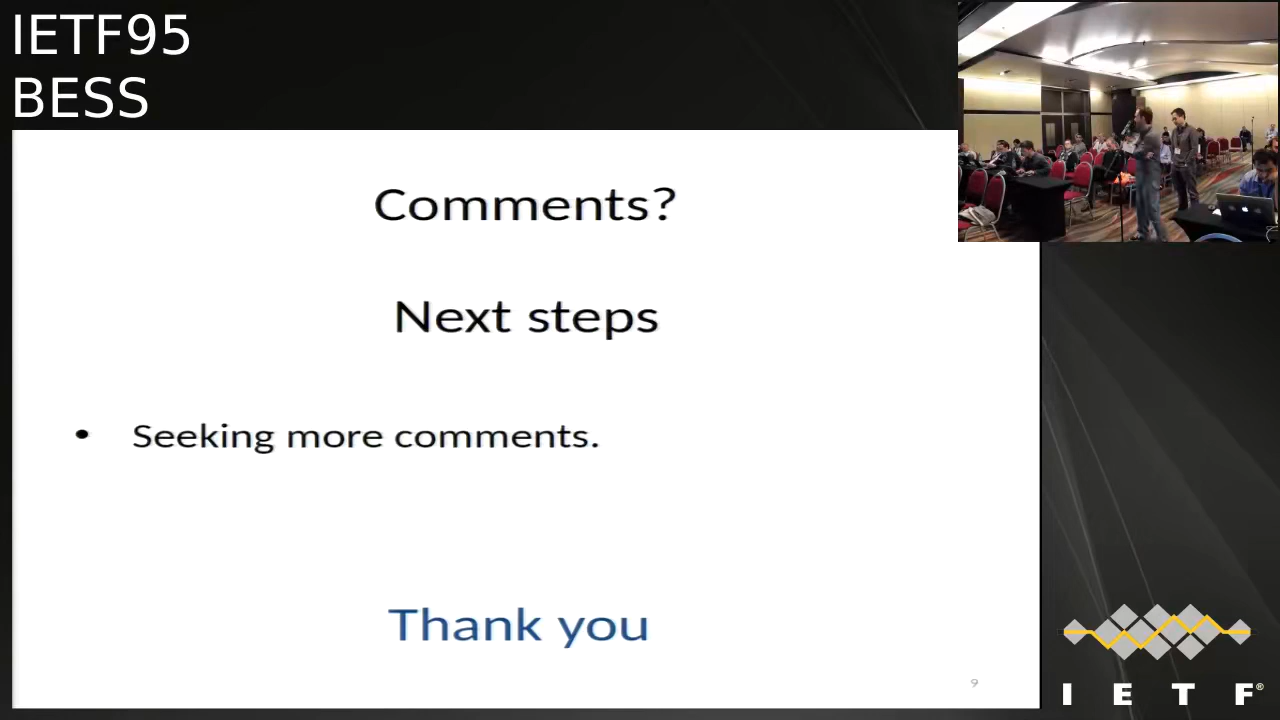 IETF95
BESS
Comments?
Next steps
• Seeking more comments.
Thank you
9
I E T F®